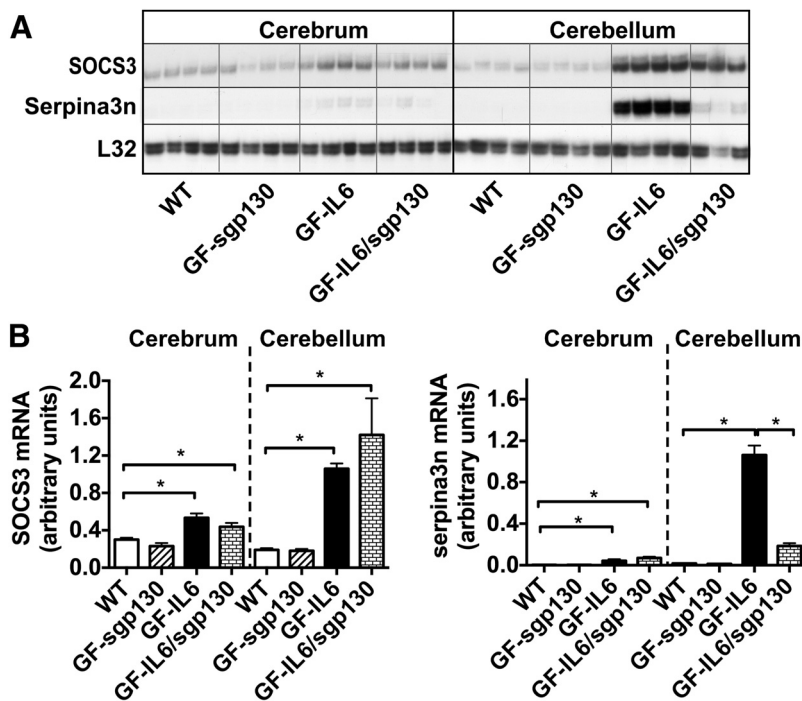 A
Cerebrum Cerebellum
SOCS3
Serpina3n
L32
WT GF-sgp130 GF-IL6 GF-IL6/sgp130 WT GF-sgp130 GF-IL6 GF-IL6/sgp130
B
Cerebrum Cerebellum
SOCS3 mRNA
(arbitrary units)
2.0
1.6
1.2
0.8
0.4
0.0
* * * *
WT GF-sgp130 GF-IL6 GF-IL6/sgp130 WT GF-sgp130 GF-IL6 GF-IL6/sgp130
Cerebrum Cerebellum
serpina3n mRNA
(arbitrary units)
1.6
1.2
0.8
0.4
0.0
* * * *
WT GF-sgp130 GF-IL6 GF-IL6/sgp130 WT GF-sgp130 GF-IL6 GF-IL6/sgp130